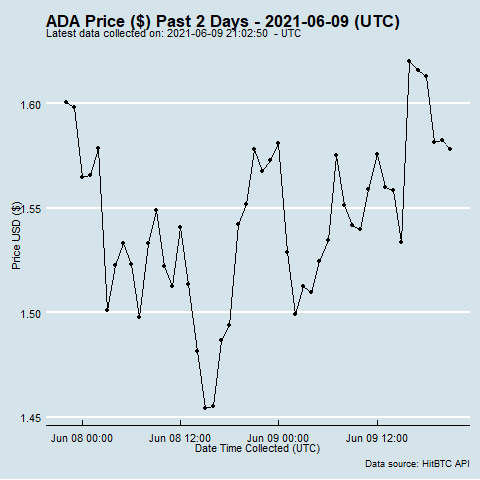 ADA Price ($) Past 2 Days - 2021-06-09 (UTC)
Latest data collected on: 2021-06-09 21:02:50  - UTC
1.60
1.55
1.50
1.45
Price USD ($)
Jun 08 00:00 Jun 08 12:00 Jun 09 00:00 Jun 09 12:00
Date Time Collected (UTC)
Data source: HitBTC API